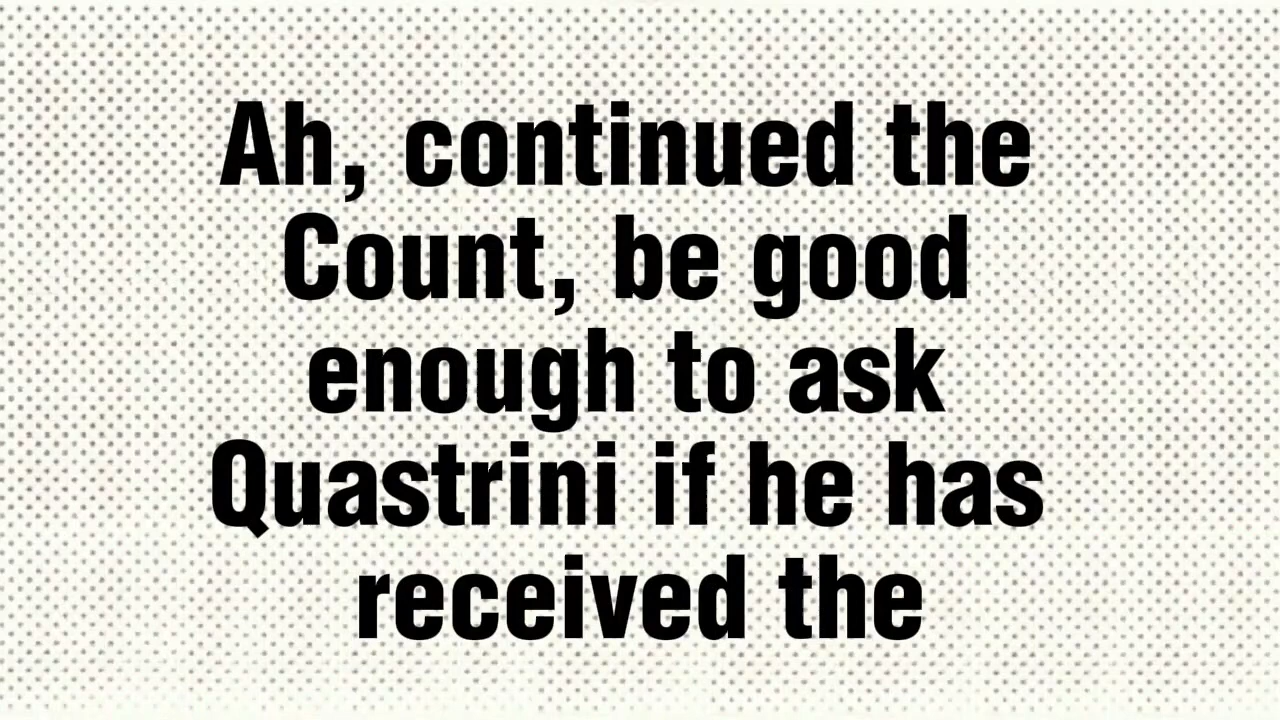 Ah, continued the
Count, be good
enough to ask
Quastrini if he has
received the